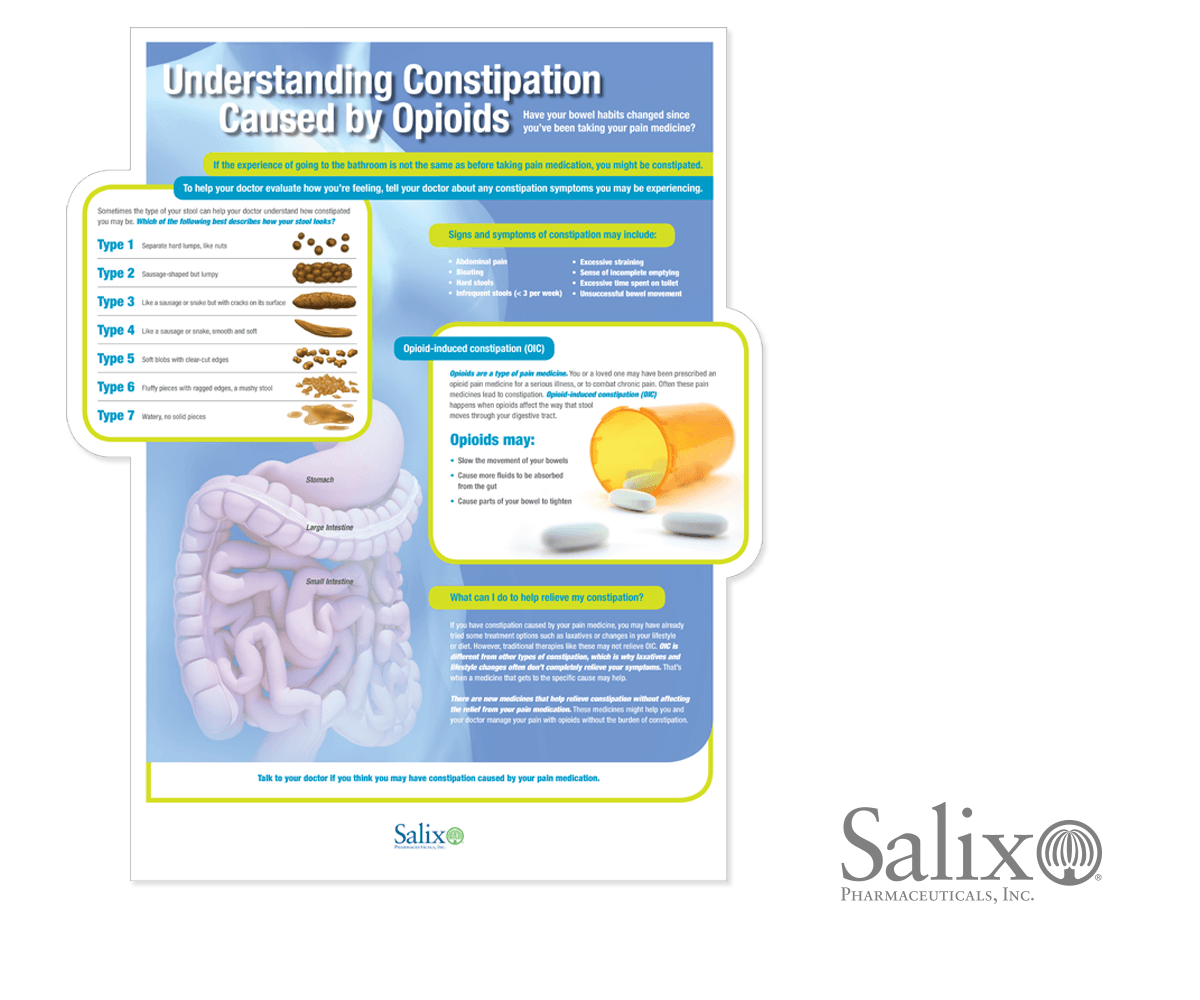 Understanding Constipation
Caused by Opioids
Have your bowel habits changed since
you've been taking your pain medicine?
If the experience of going to the bathroom is not the same as before taking pain medication, you might be constipated.
To help your doctor evaluate how you're feeling, tell your doctor about any constipation symptoms you may be experiencing.
Sometimes the type of your stool can help your doctor understand how constipated
you may be. Which of the following best describes how your stool looks?
Type 1 Separate hard lumps, like nuts
Type 2 Sausage-shaped but lumpy
Type 3 Like a sausage or snake but with cracks on its surface
Type 4 Like a sausage or snake, smooth and soft
Type 5 Soft blobs with clear-cut edges
Type 6 Fluffy pieces with ragged edges, a mushy stool
Type 7 Watery, no solid pieces
Signs and symptoms of constipation may include:
• Abdominal pain
• Bloating
• Hard stools
• Infrequent stools (< 3 per week)
• Excessive straining
• Sense of incomplete emptying
• Excessive time spent on toilet
• Unsuccessful bowel movement
Opioid-induced constipation (OIC)
Opioids are a type of pain medicine. You or a loved one may have been prescribed an
opioid pain medicine for a serious illness, or to combat chronic pain. Often these pain
medicines lead to constipation. Opioid-induced constipation (OIC)
happens when opioids affect the way that stool
moves through your digestive tract.
Opioids may:
• Slow the movement of your bowels
• Cause more fluids to be absorbed
from the gut
• Cause parts of your bowel to tighten
Stomach
Large Intestine
Small Intestine
What can I do to help relieve my constipation?
If you have constipation caused by your pain medicine, you may have already
tried some treatment options such as laxatives or changes in your lifestyle
or diet. However, traditional therapies like these may not relieve OIC. OIC is
different from other types of constipation, which is why laxatives and
lifestyle changes often don't completely relieve your symptoms. That's
when a medicine that gets to the specific cause may help.
There are new medicines that help relieve constipation without affecting
the relief from your pain medication. These medicines might help you and
your doctor manage your pain with opioids without the burden of constipation.
Talk to your doctor if you think you may have constipation caused by your pain medication.
Salix
PHARMACEUTICALS, INC.
Salix
PHARMACEUTICALS, INC.
®